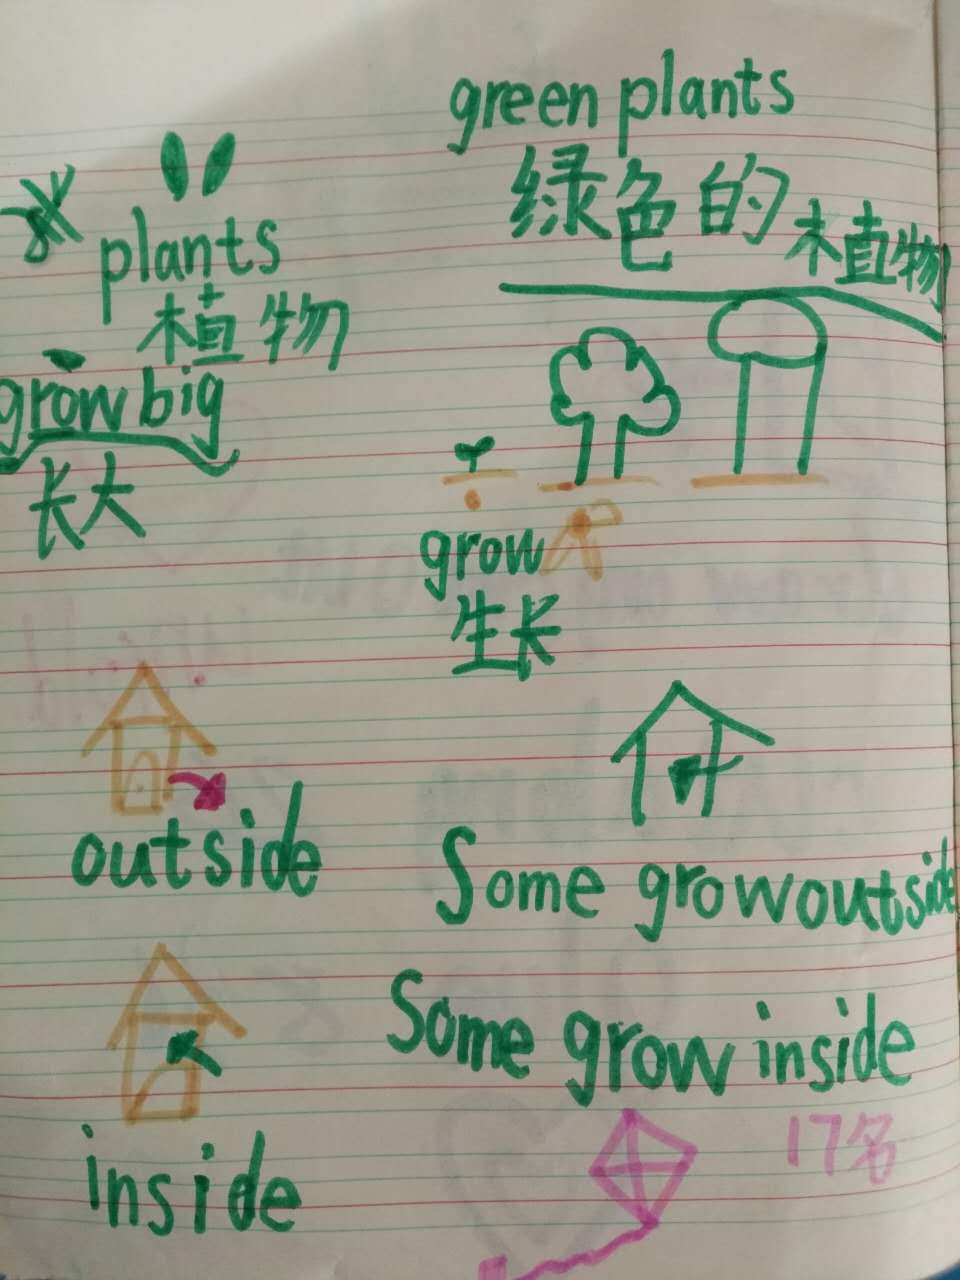 green plants
绿色的植物
plants
植物
grow big
长大
grow
生长
outside
Some grow outside
Some grow inside
inside
17名